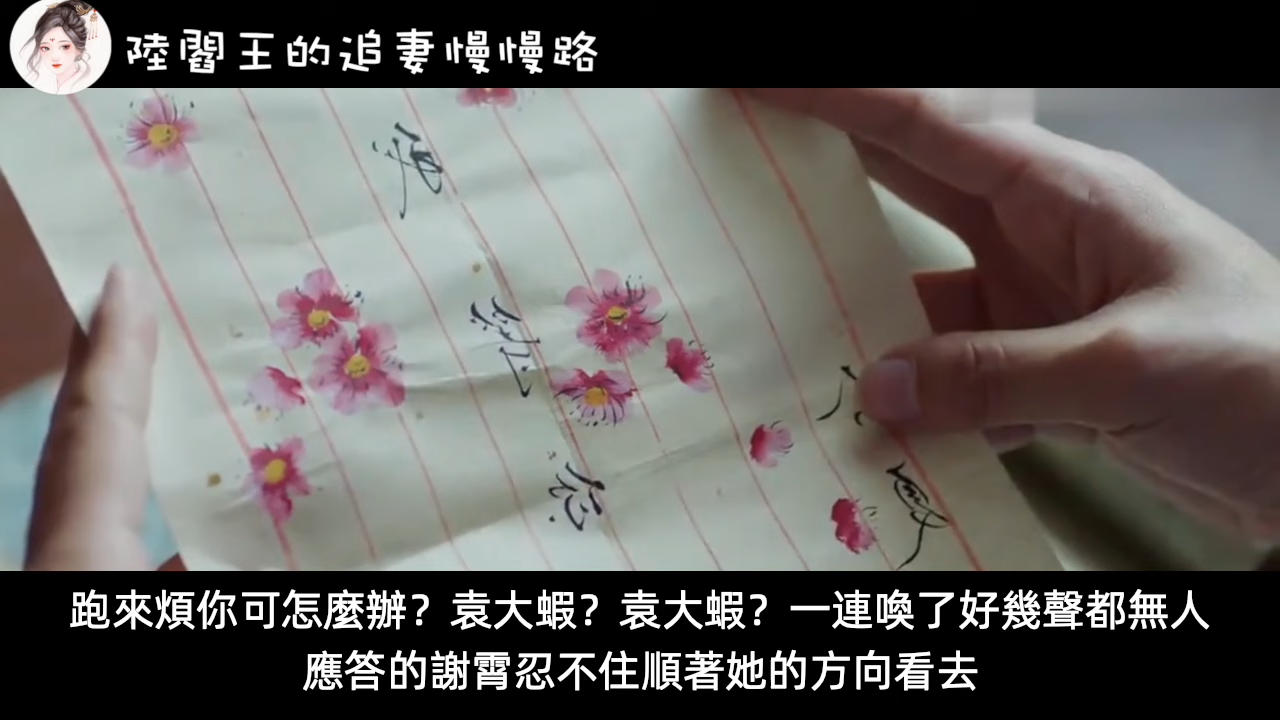 陸閻王的追妻慢慢路
跑來煩你可怎麼辦？袁大蝦？袁大蝦？一連喚了好幾聲都無人
應答的謝霄忍不住順著她的方向看去